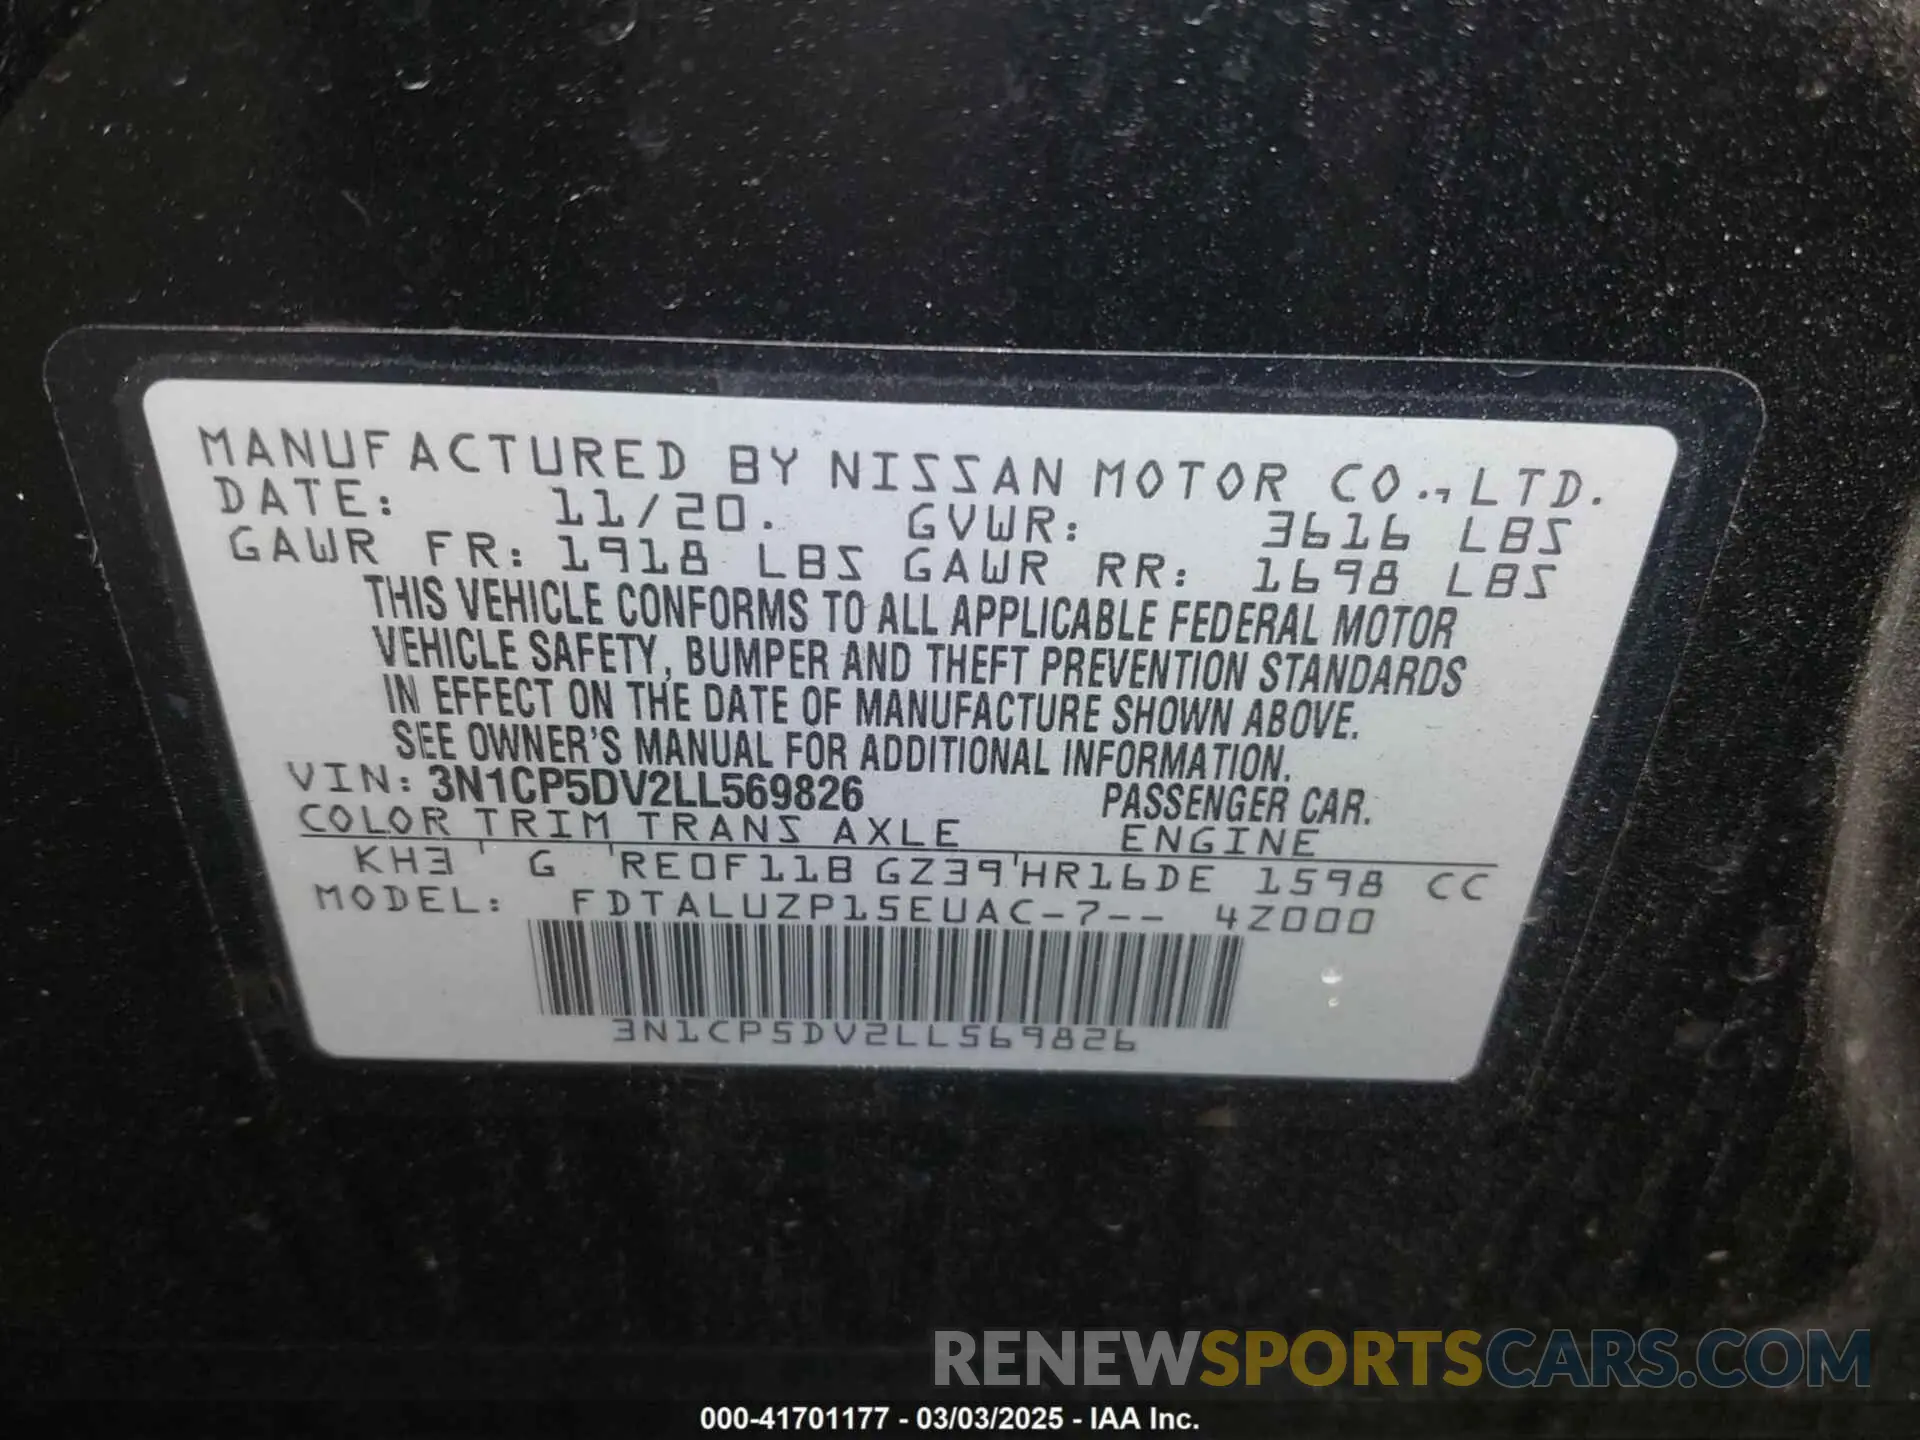 MANUFACTURED BY NISSAN MOTOR CO., LTD.
DATE: 11/20. GVWR: 3616 LBS
GAWR FR: 1918 LBS GAWR RR: 1698 LBS
THIS VEHICLE CONFORMS TO ALL APPLICABLE FEDERAL MOTOR
VEHICLE SAFETY, BUMPER AND THEFT PREVENTION STANDARDS
IN EFFECT ON THE DATE OF MANUFACTURE SHOWN ABOVE.
SEE OWNER'S MANUAL FOR ADDITIONAL INFORMATION.
VIN: 3N1CP5DV2LL569826 PASSENGER CAR.
COLOR TRIM TRANS AXLE ENGINE
KH3 ' G 'RE0F11B GZ39'HR16DE 1598 CC
MODEL: FDTALUZP15EUAC-7-- 4Z000
3N1CP5DV2LL569826
RENEWSPORTSCARS.COM
000-41701177 - 03/03/2025 - IAA Inc.